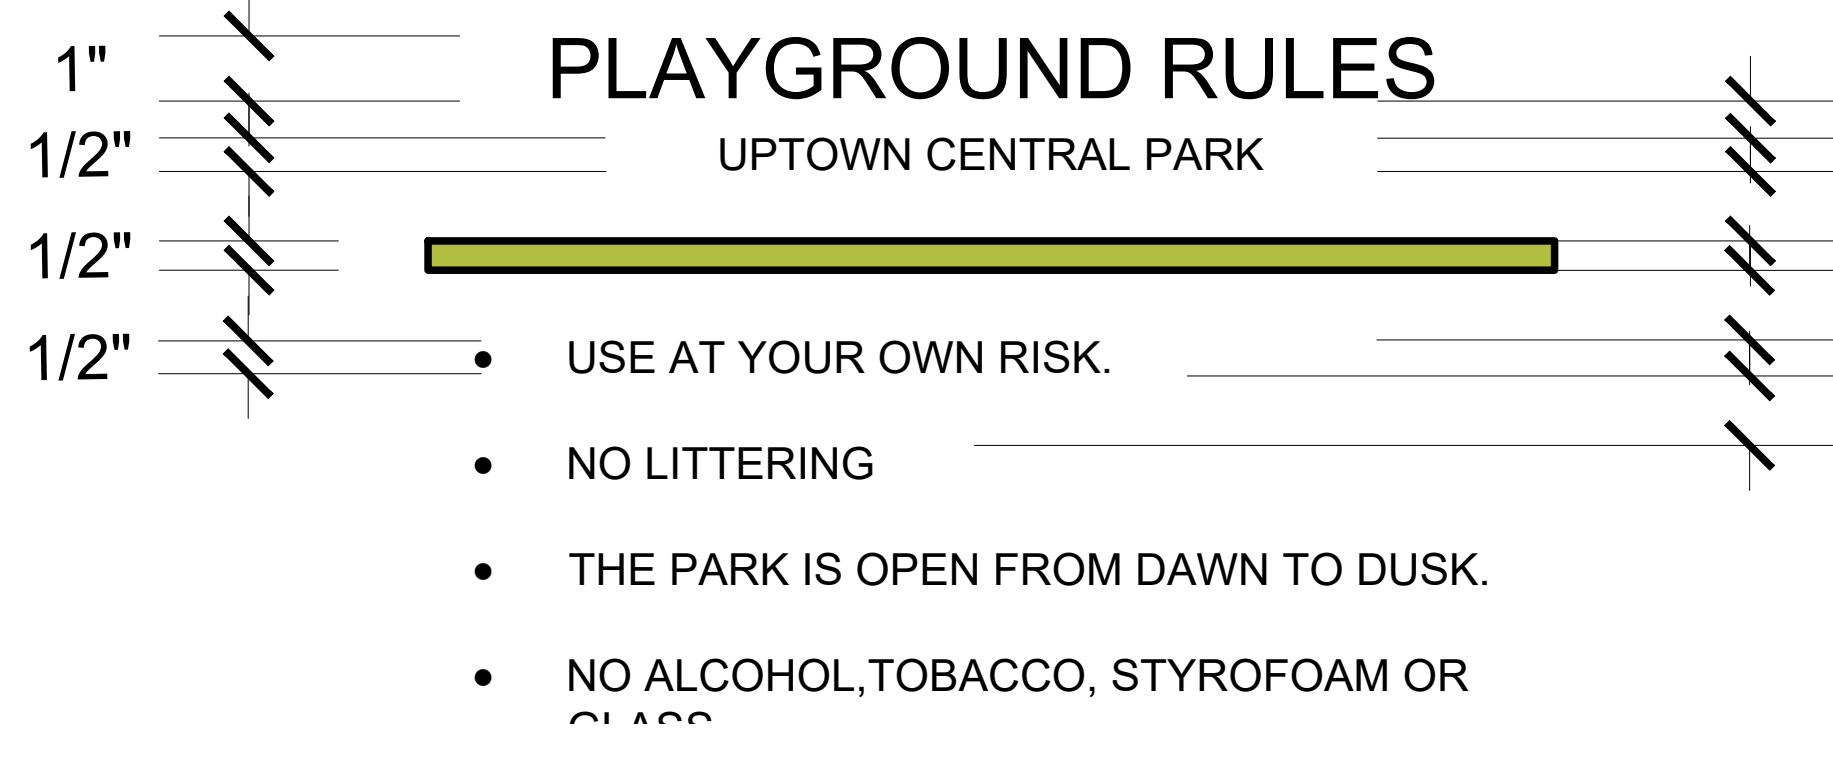 1" PLAYGROUND RULES
1/2" UPTOWN CENTRAL PARK
1/2"
1/2" • USE AT YOUR OWN RISK.
• NO LITTERING
• THE PARK IS OPEN FROM DAWN TO DUSK.
• NO ALCOHOL,TOBACCO, STYROFOAM OR
GLASS